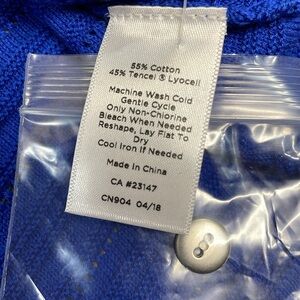 55% Cotton
45% Tencel ® Lyocell
Machine Wash Cold
Gentle Cycle
Only Non-Chlorine
Bleach When Needed
Reshape, Lay Flat To
Dry
Cool Iron If Needed
Made In China
CA #23147
CN904 04/18